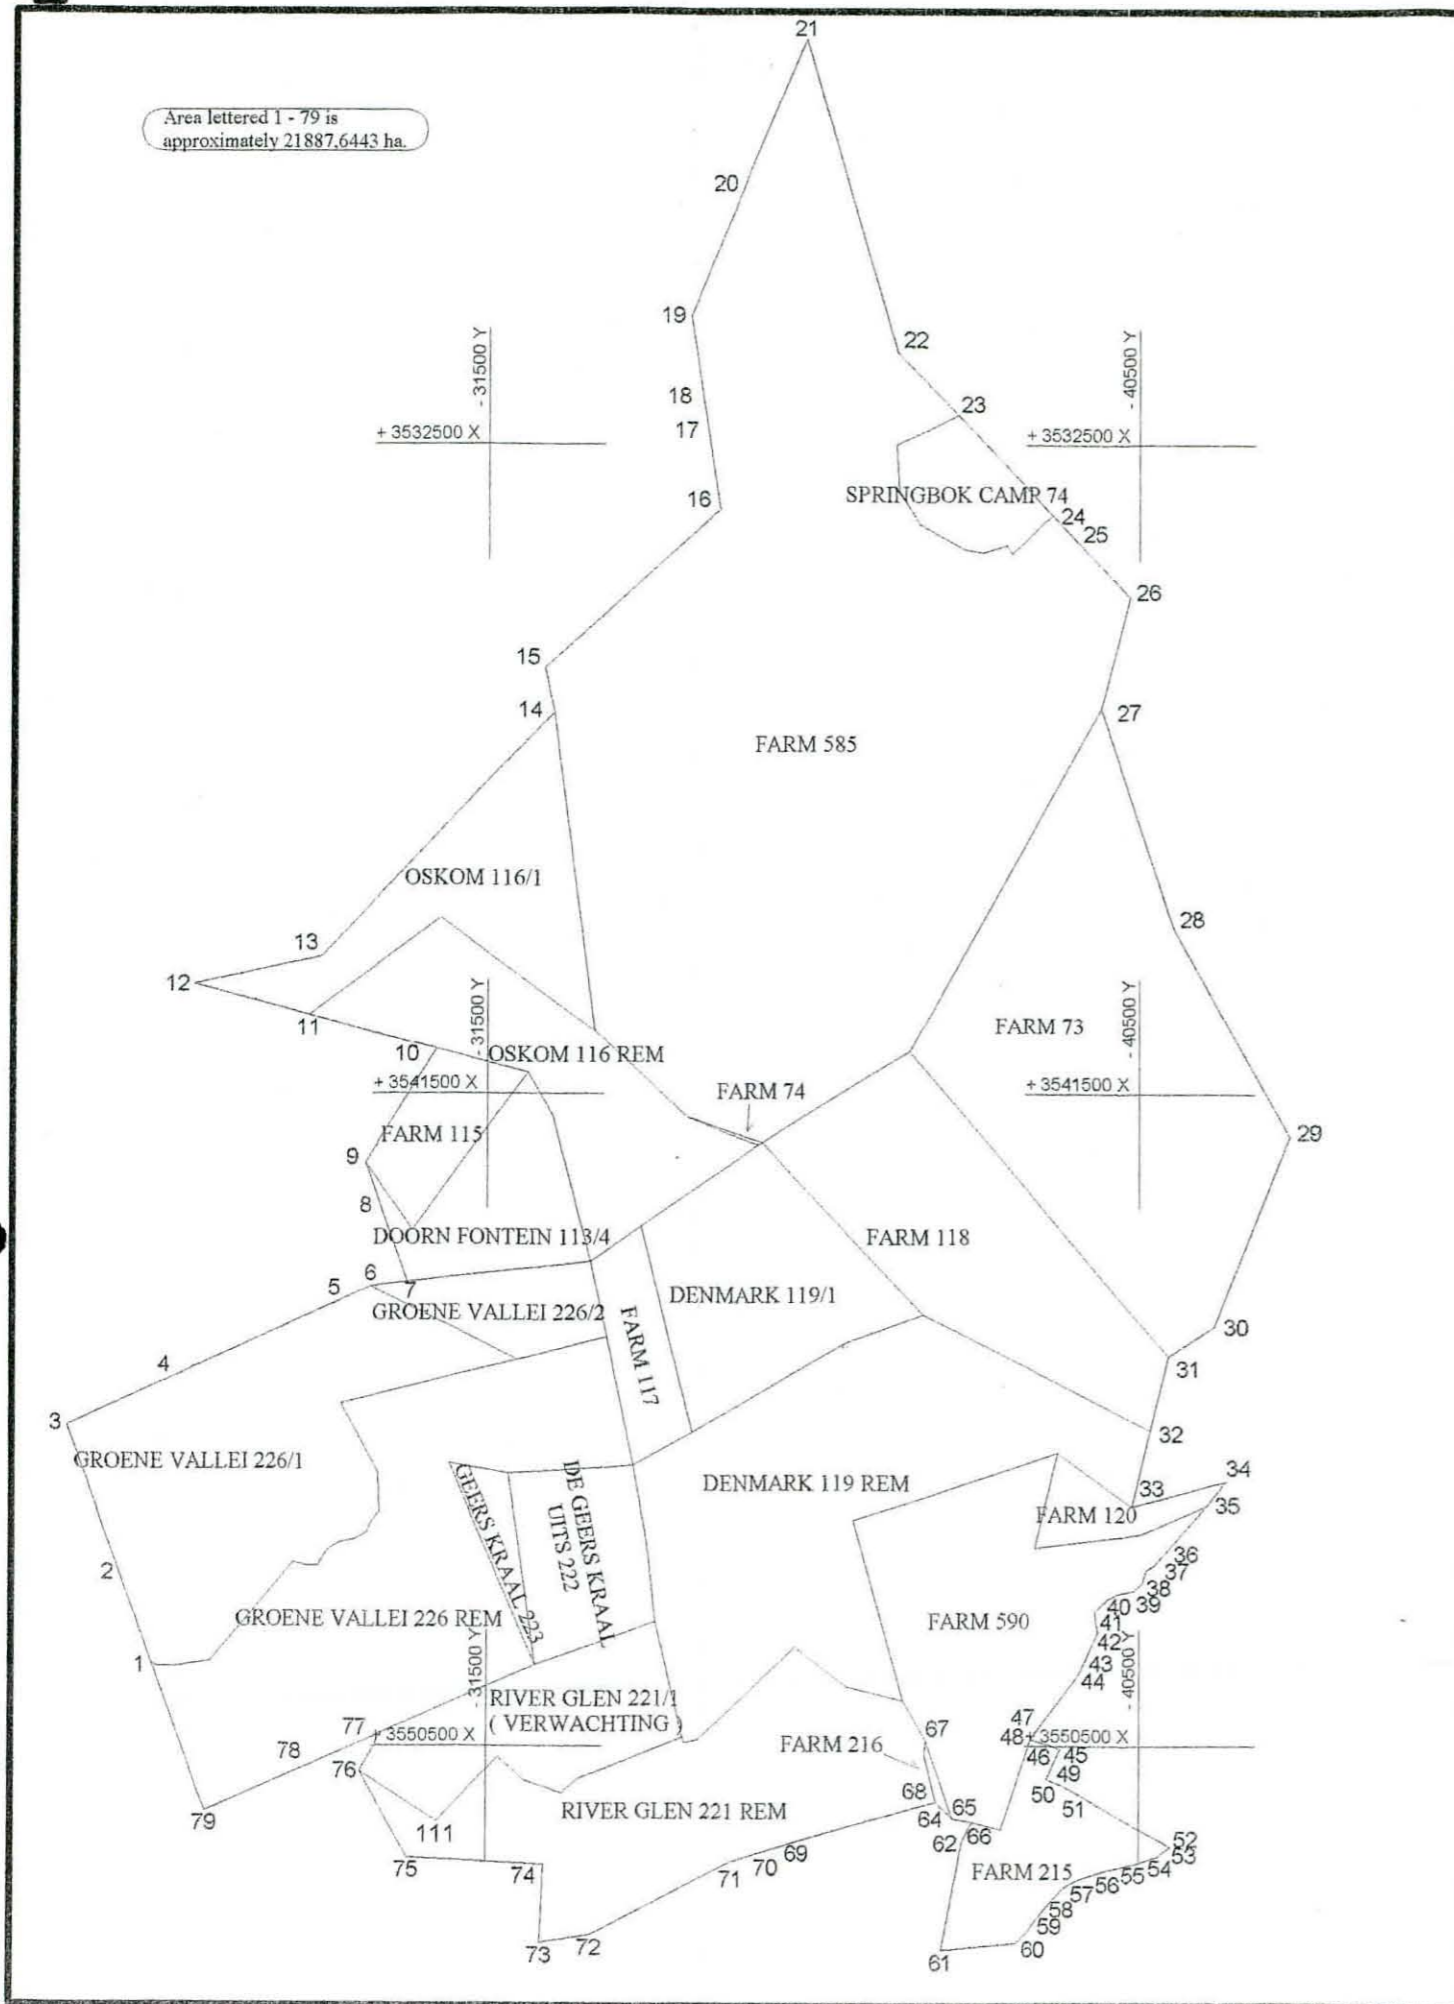 21
Area lettered 1 - 79 is
approximately 21887,6443 ha.
20
19
22
- 31500 Y
- 40500 Y
18
23
17
+ 3532500 X
+ 3532500 X
16
SPRINGBOK CAMP 74
24
25
26
15
14
27
FARM 585
OSKOM 116/1
28
13
12
11
- 31500 Y
- 40500 Y
FARM 73
10
OSKOM 116 REM
+ 3541500 X
+ 3541500 X
FARM 74
FARM 115
29
9
8
DOORN FONTEIN 113/4
FARM 118
5
6
7
DENMARK 119/1
GROENE VALLEI 226/2
30
FARM 117
4
31
3
32
GROENE VALLEI 226/1
DENMARK 119 REM
34
33
35
FARM 120
GEERS KRAAL 223
DE GEERS KRAAL
UITS 222
36
37
2
38
39
40
GROENE VALLEI 226 REM
FARM 590
41
42
- 31500 Y
- 40500 Y
1
43
44
RIVER GLEN 221/1
( VERWACHTING )
77
+ 3550500 X
47
67
48
+ 3550500 X
FARM 216
78
46
45
76
49
50
51
79
111
RIVER GLEN 221 REM
68
64
65
66
62
52
53
69
70
71
75
74
FARM 215
54
55
56
57
58
59
73
72
60
61